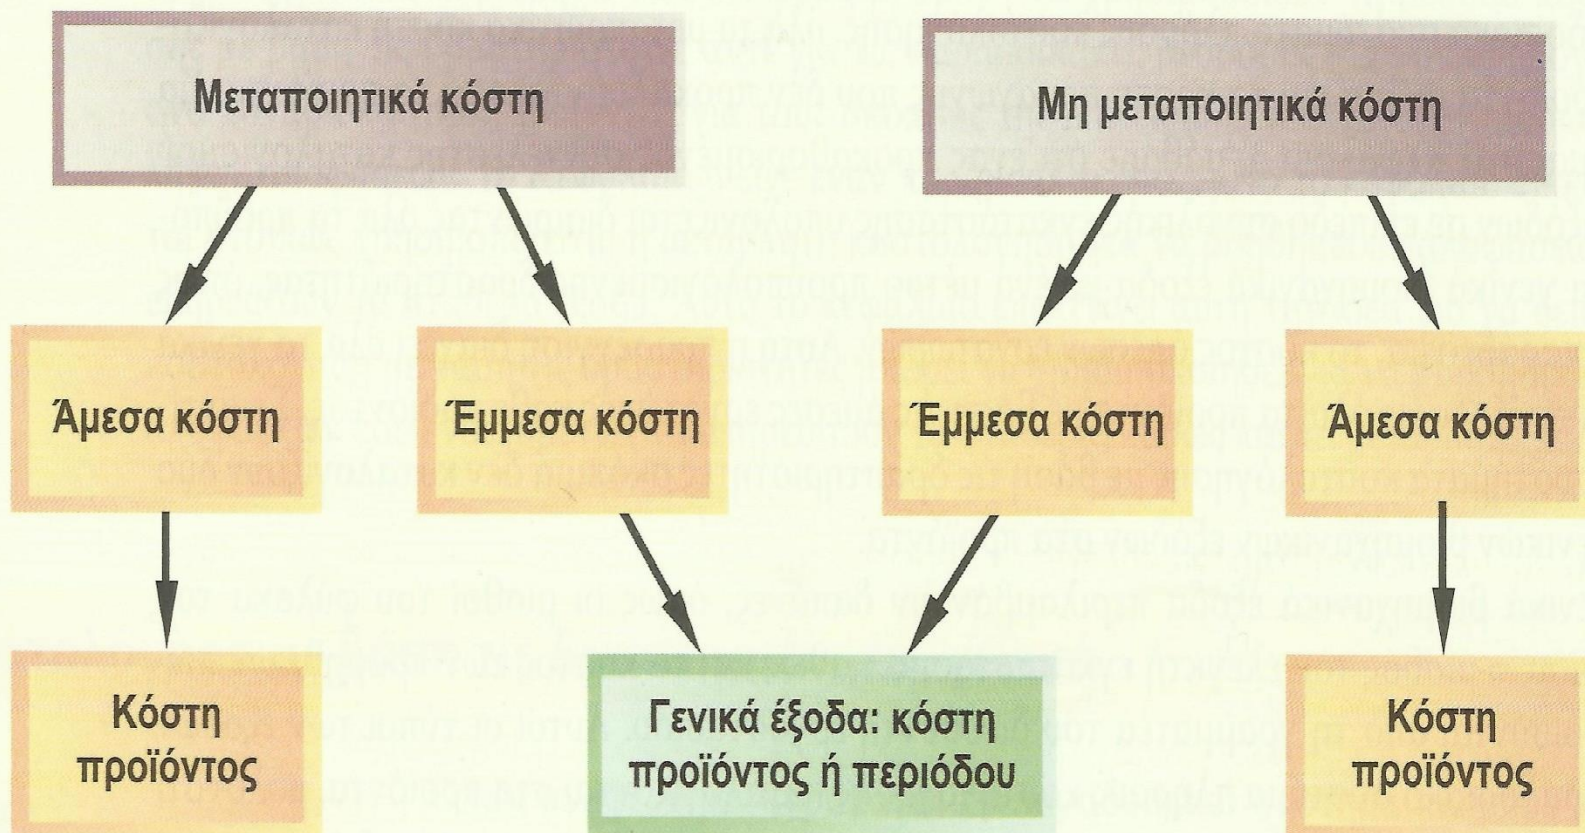 Μεταποιητικά κόστη
Μη μεταποιητικά κόστη
Άμεσα κόστη
Έμμεσα κόστη
Έμμεσα κόστη
Άμεσα κόστη
Κόστη
προϊόντος
Γενικά έξοδα: κόστη
προϊόντος ή περιόδου
Κόστη
προϊόντος